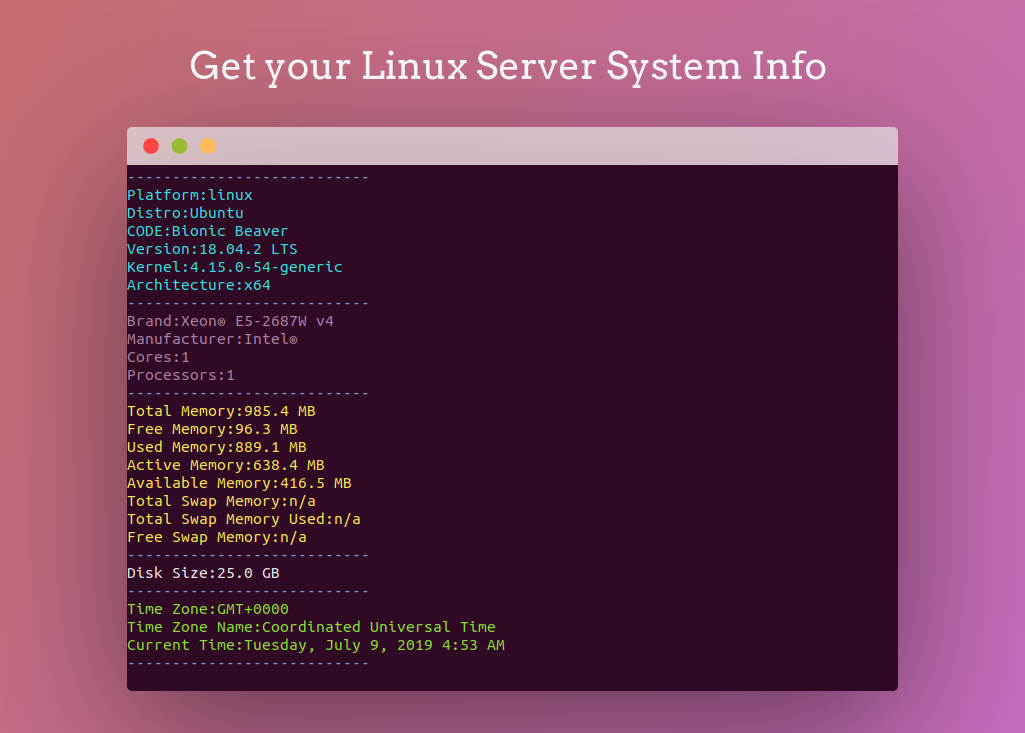 Get your Linux Server System Info
---------------------------
Platform:linux
Distro:Ubuntu
CODE:Bionic Beaver
Version:18.04.2 LTS
Kernel:4.15.0-54-generic
Architecture:x64
---------------------------
Brand:Xeon® E5-2687W v4
Manufacturer:Intel®
Cores:1
Processors:1
---------------------------
Total Memory:985.4 MB
Free Memory:96.3 MB
Used Memory:889.1 MB
Active Memory:638.4 MB
Available Memory:416.5 MB
Total Swap Memory:n/a
Total Swap Memory Used:n/a
Free Swap Memory:n/a
---------------------------
Disk Size:25.0 GB
---------------------------
Time Zone:GMT+0000
Time Zone Name:Coordinated Universal Time
Current Time:Tuesday, July 9, 2019 4:53 AM
---------------------------